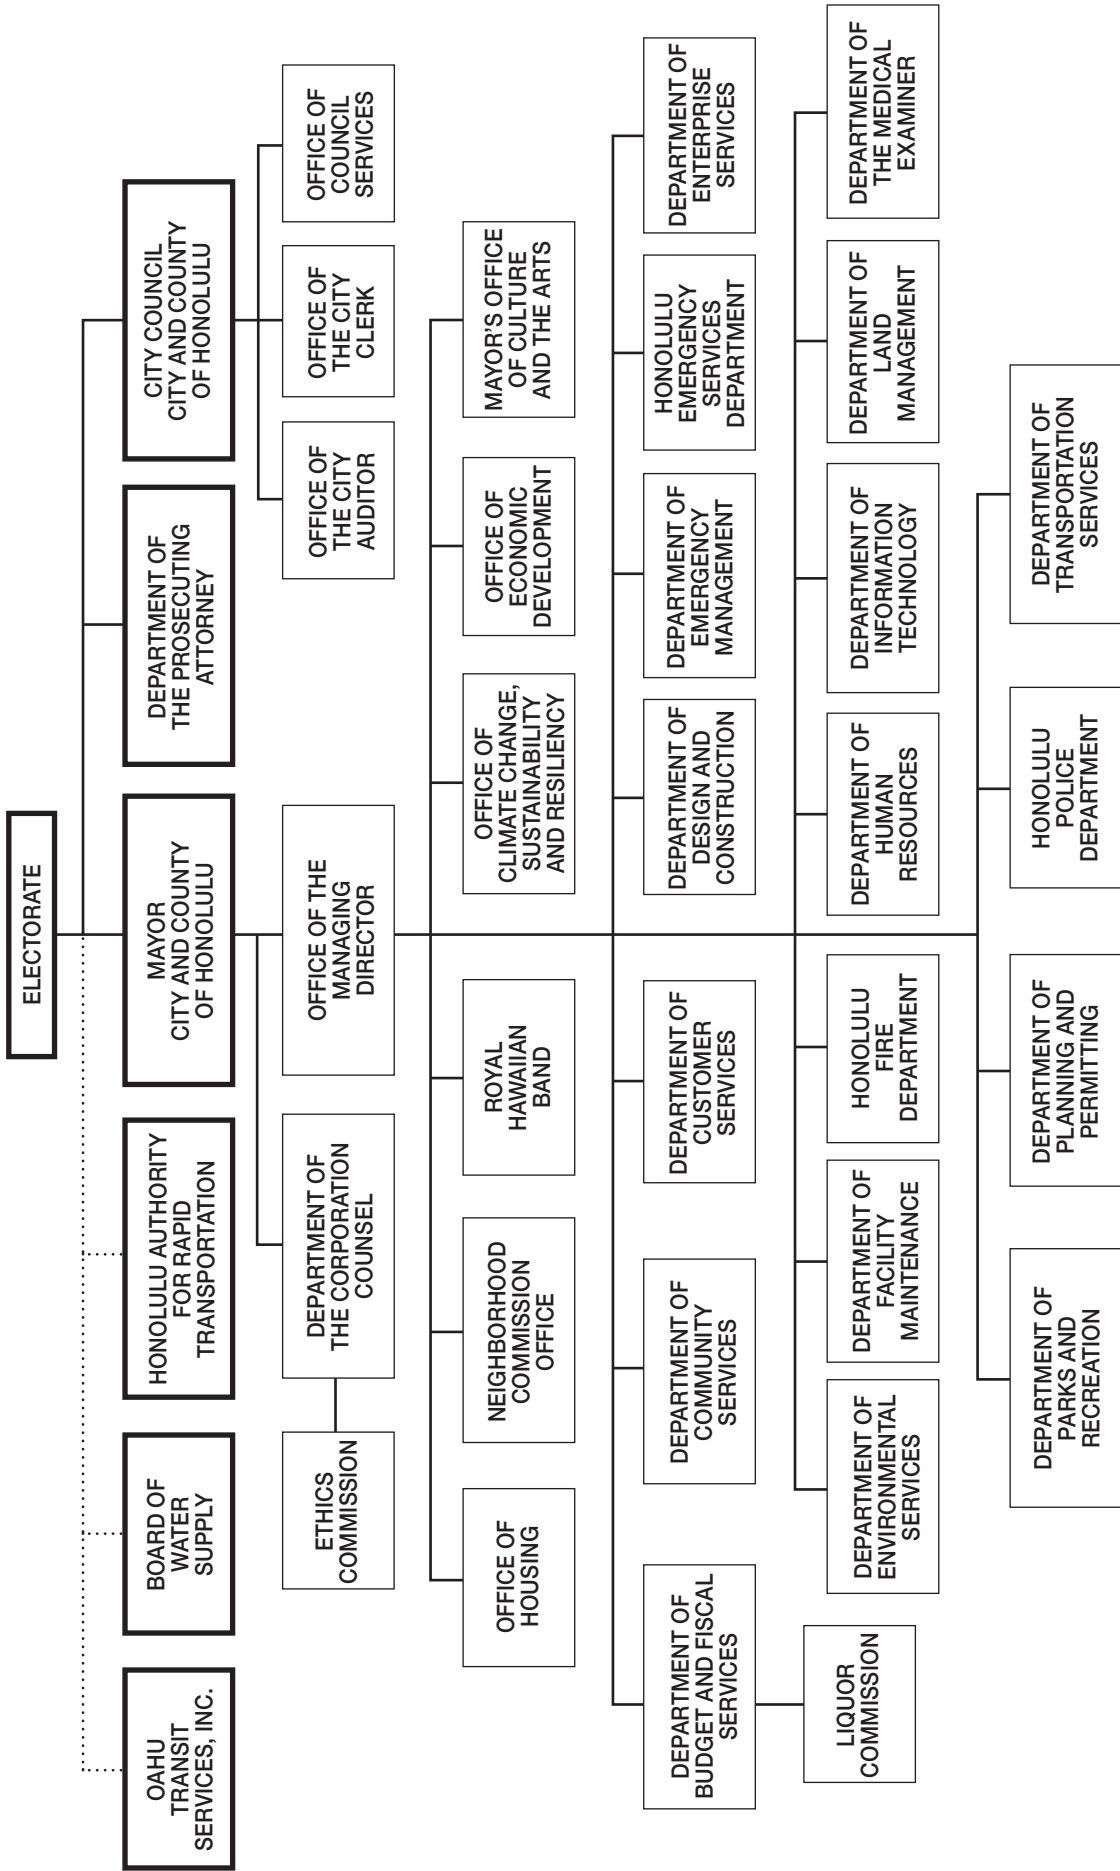 ELECTORATE
OAHU
TRANSIT
SERVICES, INC.
BOARD OF
WATER
SUPPLY
HONOLULU AUTHORITY
FOR RAPID
TRANSPORTATION
MAYOR
CITY AND COUNTY
OF HONOLULU
DEPARTMENT OF
THE PROSECUTING
ATTORNEY
CITY COUNCIL
CITY AND COUNTY
OF HONOLULU
ETHICS
COMMISSION
DEPARTMENT OF
THE CORPORATION
COUNSEL
OFFICE OF THE
MANAGING
DIRECTOR
OFFICE OF
THE CITY
AUDITOR
OFFICE OF
THE CITY
CLERK
OFFICE OF
COUNCIL
SERVICES
OFFICE OF
HOUSING
NEIGHBORHOOD
COMMISSION
OFFICE
ROYAL
HAWAIIAN
BAND
OFFICE OF
CLIMATE CHANGE,
SUSTAINABILITY
AND RESILIENCY
OFFICE OF
ECONOMIC
DEVELOPMENT
MAYOR'S OFFICE
OF CULTURE
AND THE ARTS
DEPARTMENT OF
BUDGET AND FISCAL
SERVICES
DEPARTMENT OF
COMMUNITY
SERVICES
DEPARTMENT OF
CUSTOMER
SERVICES
DEPARTMENT OF
DESIGN AND
CONSTRUCTION
DEPARTMENT OF
EMERGENCY
MANAGEMENT
HONOLULU
EMERGENCY
SERVICES
DEPARTMENT
DEPARTMENT OF
ENTERPRISE
SERVICES
LIQUOR
COMMISSION
DEPARTMENT OF
ENVIRONMENTAL
SERVICES
DEPARTMENT OF
FACILITY
MAINTENANCE
HONOLULU
FIRE
DEPARTMENT
DEPARTMENT OF
HUMAN
RESOURCES
DEPARTMENT OF
INFORMATION
TECHNOLOGY
DEPARTMENT OF
LAND
MANAGEMENT
DEPARTMENT OF
THE MEDICAL
EXAMINER
DEPARTMENT OF
PARKS AND
RECREATION
DEPARTMENT OF
PLANNING AND
PERMITTING
HONOLULU
POLICE
DEPARTMENT
DEPARTMENT OF
TRANSPORTATION
SERVICES